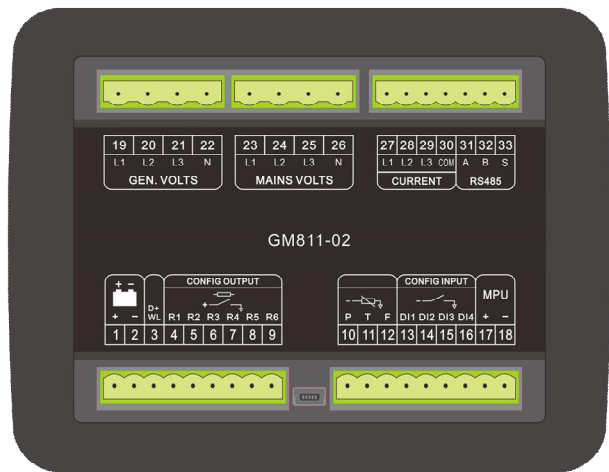 19 20 21 22
L1 L2 L3 N
GEN. VOLTS
23 24 25 26
L1 L2 L3 N
MAINS VOLTS
27 28 29 30 31 32 33
L1 L2 L3 COM A B S
CURRENT RS485
GM811-02
+ -
+ -
D+
WL
CONFIG OUTPUT
+
R1 R2 R3 R4 R5 R6
1 2 3 4 5 6 7 8 9
P T F
CONFIG INPUT
DI1 DI2 DI3 DI4
MPU
+ -
10 11 12 13 14 15 16 17 18